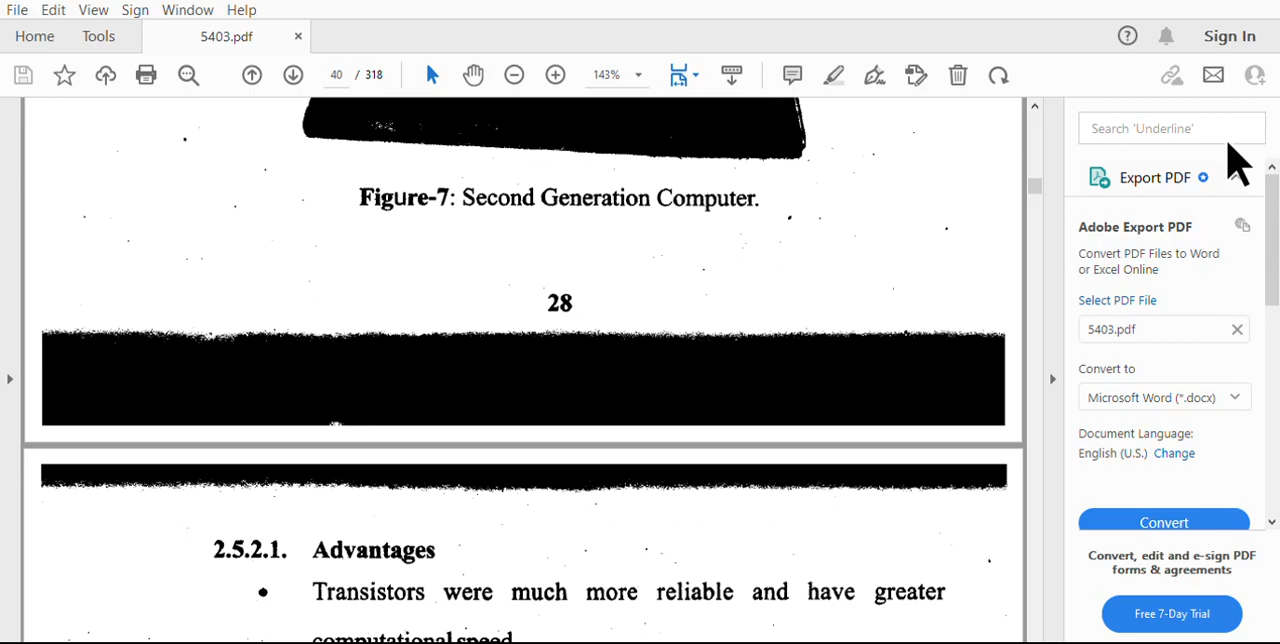 File Edit View Sign Window Help
Home Tools 5403.pdf × Sign In
40 / 318 143%
Search 'Underline'
Export PDF
Adobe Export PDF
Convert PDF Files to Word
or Excel Online
Select PDF File
5403.pdf
Convert to
Microsoft Word (*.docx)
Document Language:
English (U.S.) Change
Convert
Convert, edit and e-sign PDF
forms & agreements
Free 7-Day Trial
Figure-7: Second Generation Computer.
28
2.5.2.1. Advantages
• Transistors were much more reliable and have greater
computational speed